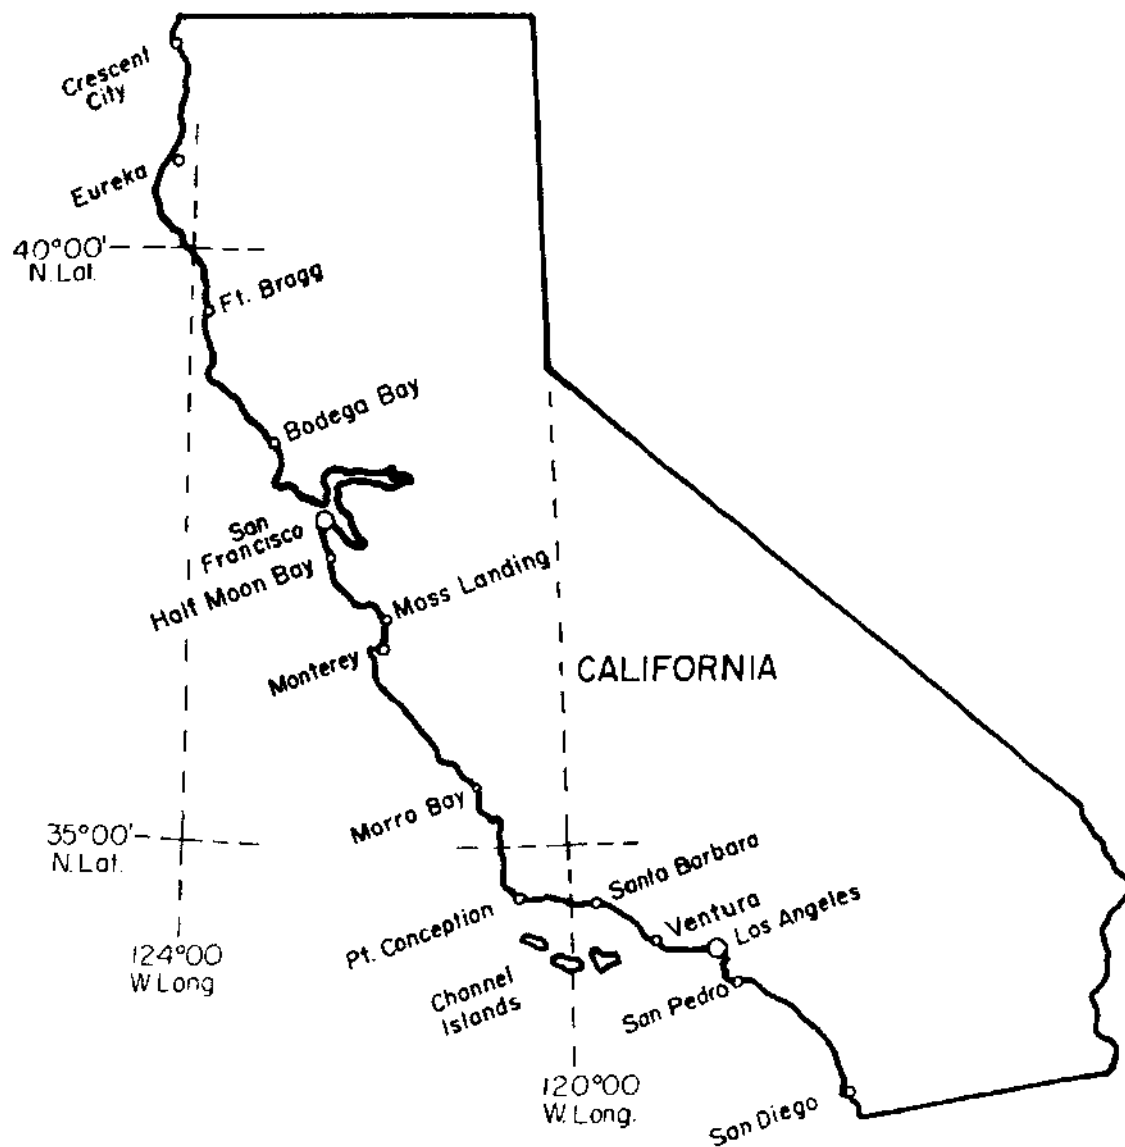 Crescent
City
Eureka
40°00'
N. Lat.
Ft. Bragg
Bodega Bay
San
Francisco
Half Moon Bay
Moss Landing
Monterey
CALIFORNIA
Morro Bay
35°00'
N. Lat.
Santa Barbara
Ventura
Los Angeles
Pt. Conception
124°00
W Long
Channel
Islands
San Pedro
120°00
W. Long.
San Diego